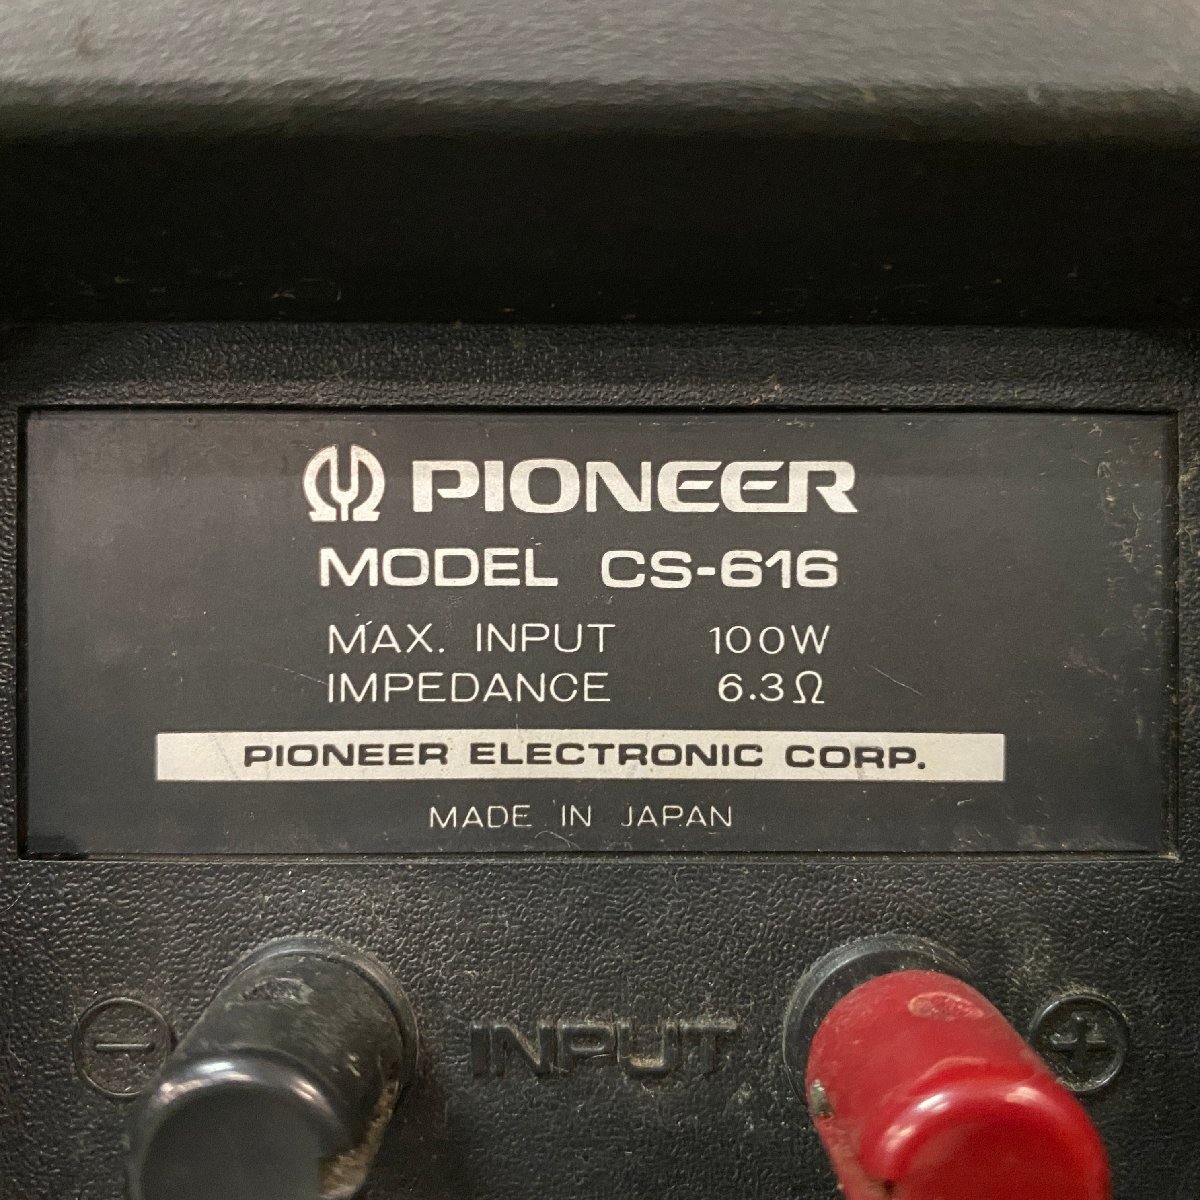 PIONEER
MODEL CS-616
MAX. INPUT 100W
IMPEDANCE 6.3Ω
PIONEER ELECTRONIC CORP.
MADE IN JAPAN
− INPUT +